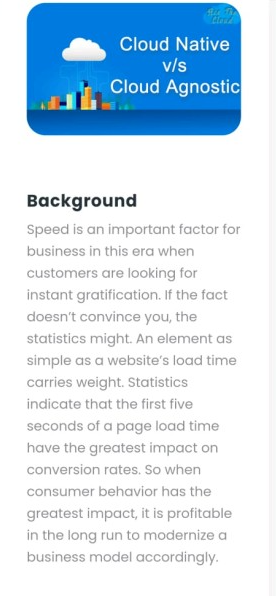 Cloud Native
v/s
Cloud Agnostic
Background
Speed is an important factor for
business in this era when
customers are looking for
instant gratification. If the fact
doesn’t convince you, the
statistics might. An element as
simple as a website’s load time
carries weight. Statistics
indicate that the first five
seconds of a page load time
have the greatest impact on
conversion rates. So when
consumer behavior has the
greatest impact, it is profitable
in the long run to modernize a
business model accordingly.